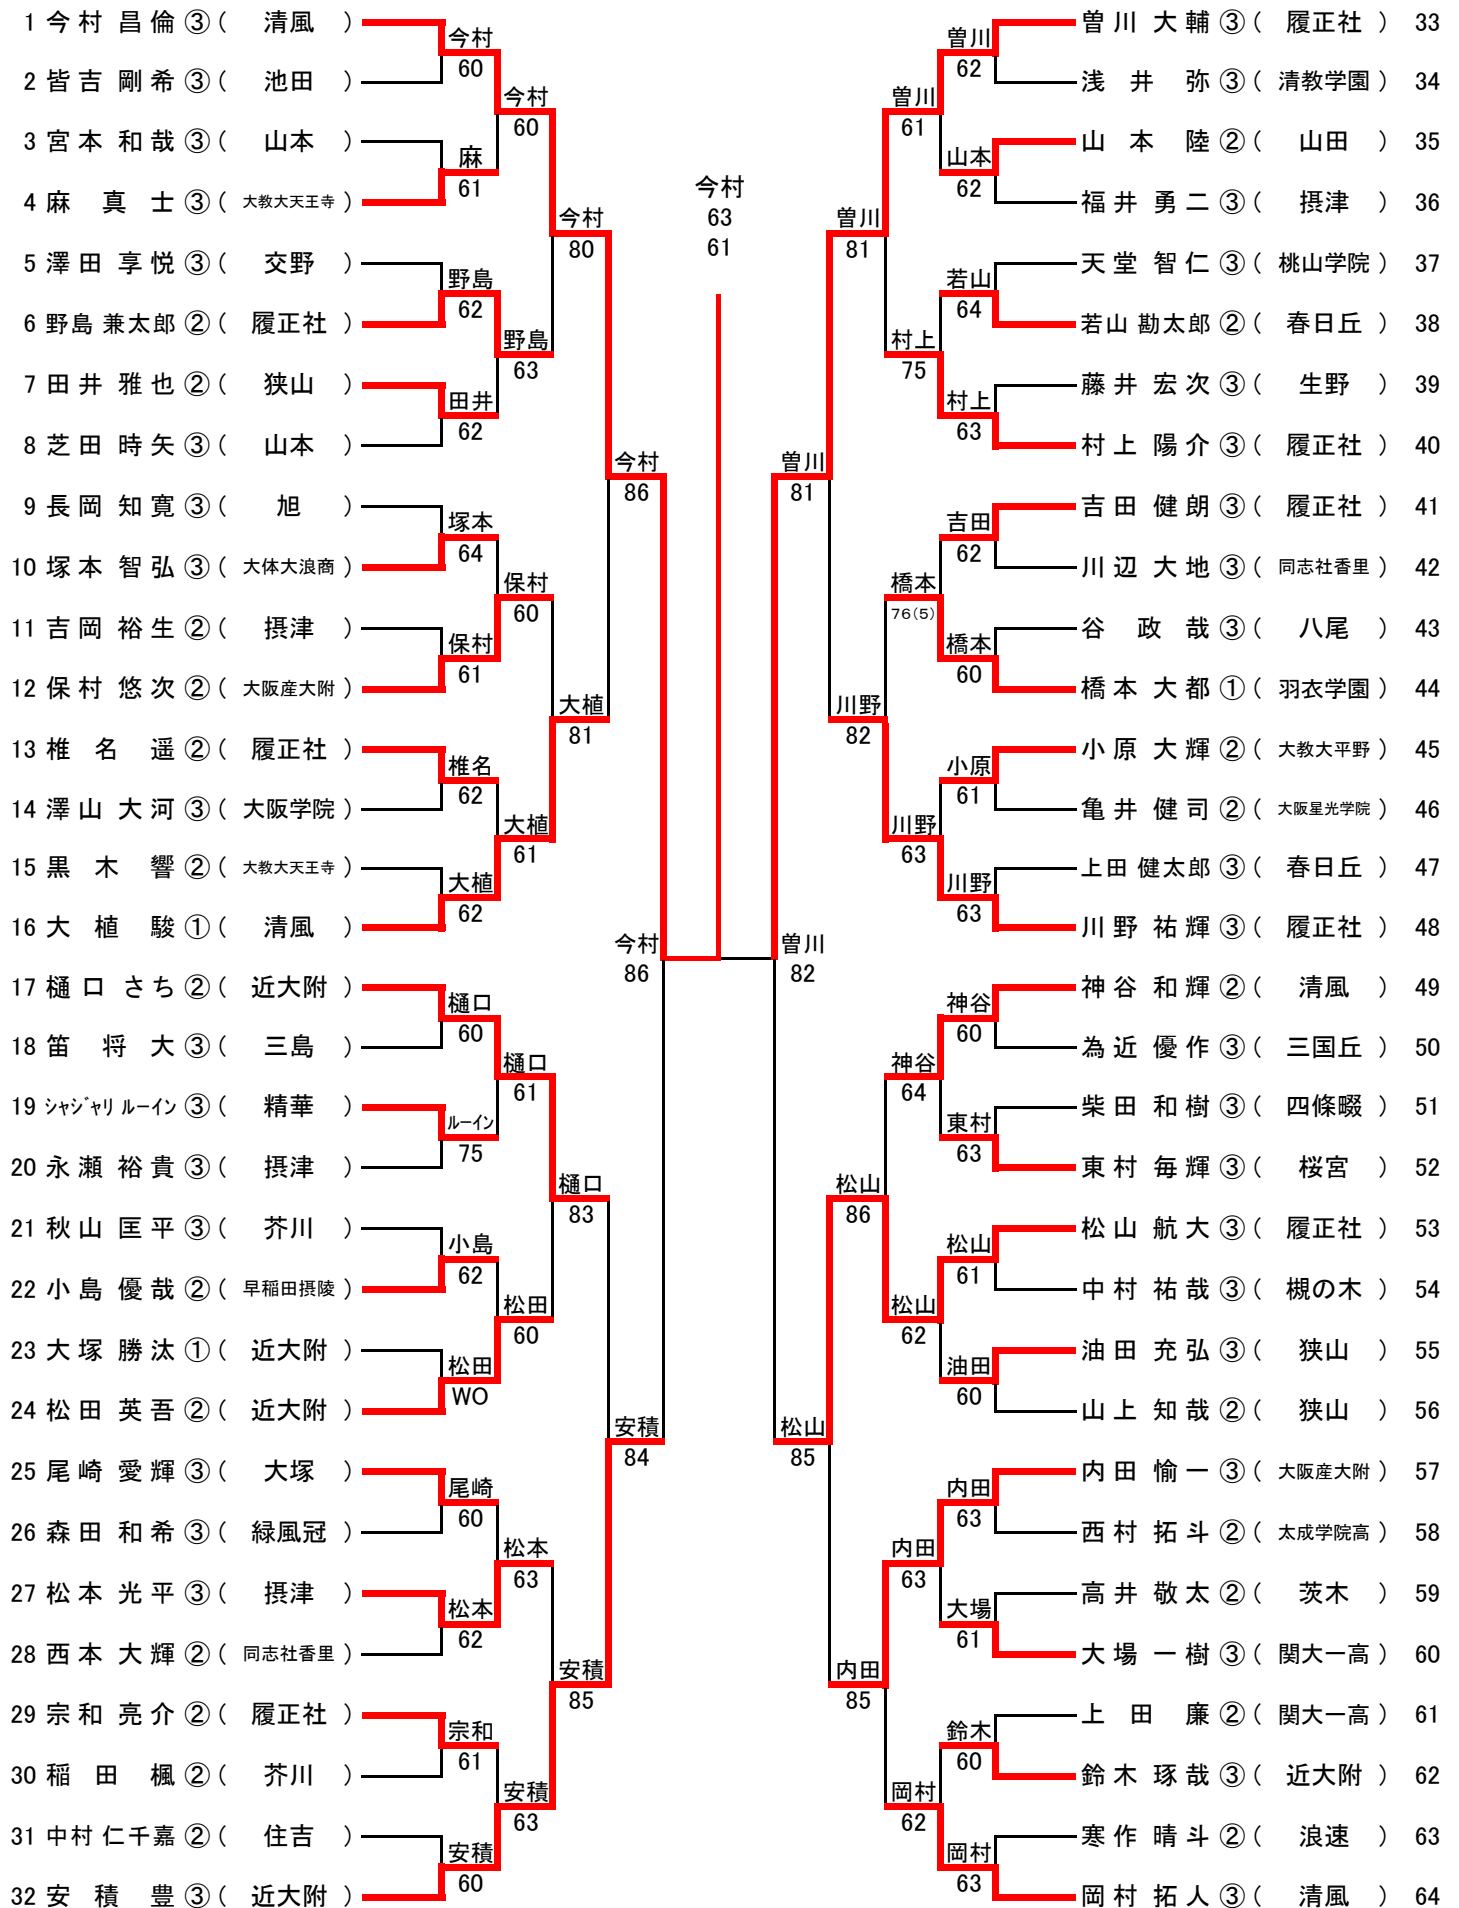 1 今村 昌倫 ③ ( 清風 )
2 皆吉 剛希 ③ ( 池田 )
3 宮本 和哉 ③ ( 山本 )
4 麻 真士 ③ ( 大教大天王寺 )
5 澤田 享悦 ③ ( 交野 )
6 野島 兼太郎 ② ( 履正社 )
7 田井 雅也 ② ( 狭山 )
8 芝田 時矢 ③ ( 山本 )
9 長岡 知寛 ③ ( 旭 )
10 塚本 智弘 ③ ( 大体大浪商 )
11 吉岡 裕生 ② ( 摂津 )
12 保村 悠次 ② ( 大阪産大附 )
13 椎名 遥 ② ( 履正社 )
14 澤山 大河 ③ ( 大阪学院 )
15 黒木 響 ② ( 大教大天王寺 )
16 大植 駿 ① ( 清風 )
17 樋口 さち ② ( 近大附 )
18 笛 将大 ③ ( 三島 )
19 シャジャリ ルーイン ③ ( 精華 )
20 永瀬 裕貴 ③ ( 摂津 )
21 秋山 匡平 ③ ( 芥川 )
22 小島 優哉 ② ( 早稲田摂陵 )
23 大塚 勝汰 ① ( 近大附 )
24 松田 英吾 ② ( 近大附 )
25 尾崎 愛輝 ③ ( 大塚 )
26 森田 和希 ③ ( 緑風冠 )
27 松本 光平 ③ ( 摂津 )
28 西本 大輝 ② ( 同志社香里 )
29 宗和 亮介 ② ( 履正社 )
30 稲田 楓 ② ( 芥川 )
31 中村 仁千嘉 ② ( 住吉 )
32 安積 豊 ③ ( 近大附 )
今村
60
麻
61
野島
62
田井
62
塚本
64
保村
61
椎名
62
大植
62
樋口
60
ルーイン
75
小島
62
松田
WO
尾崎
60
松本
62
宗和
61
安積
60
今村
60
野島
63
保村
60
大植
61
樋口
61
松田
60
松本
63
安積
63
今村
80
大植
81
樋口
83
安積
85
今村
86
安積
84
今村
86
今村
63
61
曽川
82
曽川
81
松山
85
曽川
81
川野
82
松山
86
内田
85
曽川
61
村上
75
橋本
76(5)
川野
63
神谷
64
松山
62
内田
63
岡村
62
曽川
62
山本
62
若山
64
村上
63
吉田
62
橋本
60
小原
61
川野
63
神谷
60
東村
63
松山
61
油田
60
内田
63
大場
61
鈴木
60
岡村
63
曽川 大輔 ③ ( 履正社 ) 33
浅井 弥 ③ ( 清教学園 ) 34
山本 陸 ② ( 山田 ) 35
福井 勇二 ③ ( 摂津 ) 36
天堂 智仁 ③ ( 桃山学院 ) 37
若山 勘太郎 ② ( 春日丘 ) 38
藤井 宏次 ③ ( 生野 ) 39
村上 陽介 ③ ( 履正社 ) 40
吉田 健朗 ③ ( 履正社 ) 41
川辺 大地 ③ ( 同志社香里 ) 42
谷 政哉 ③ ( 八尾 ) 43
橋本 大都 ① ( 羽衣学園 ) 44
小原 大輝 ② ( 大教大平野 ) 45
亀井 健司 ② ( 大阪星光学院 ) 46
上田 健太郎 ③ ( 春日丘 ) 47
川野 祐輝 ③ ( 履正社 ) 48
神谷 和輝 ② ( 清風 ) 49
為近 優作 ③ ( 三国丘 ) 50
柴田 和樹 ③ ( 四條畷 ) 51
東村 毎輝 ③ ( 桜宮 ) 52
松山 航大 ③ ( 履正社 ) 53
中村 祐哉 ③ ( 槻の木 ) 54
油田 充弘 ③ ( 狭山 ) 55
山上 知哉 ② ( 狭山 ) 56
内田 愉一 ③ ( 大阪産大附 ) 57
西村 拓斗 ② ( 太成学院高 ) 58
高井 敬太 ② ( 茨木 ) 59
大場 一樹 ③ ( 関大一高 ) 60
上田 廉 ② ( 関大一高 ) 61
鈴木 琢哉 ③ ( 近大附 ) 62
寒作 晴斗 ② ( 浪速 ) 63
岡村 拓人 ③ ( 清風 ) 64